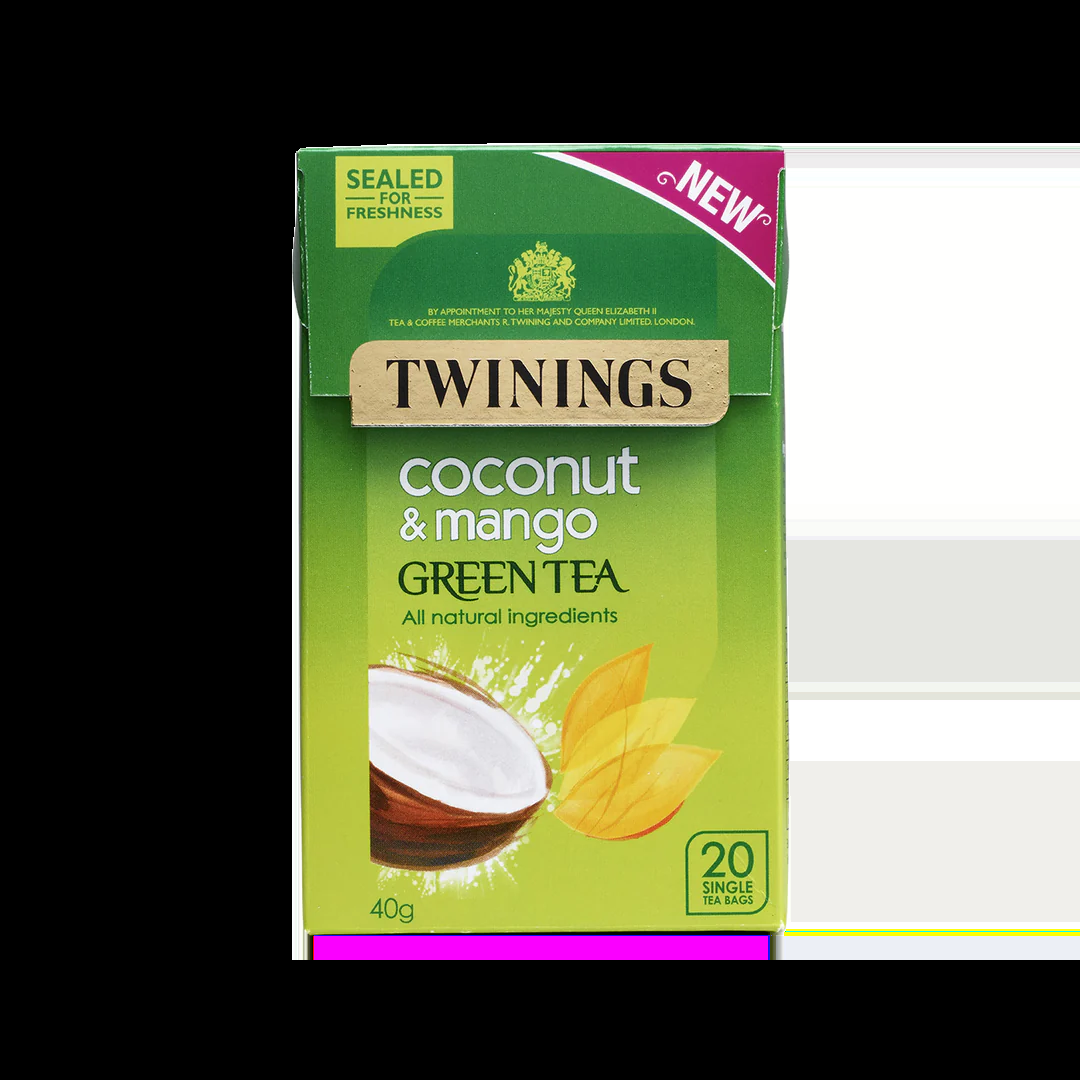 SEALED
FOR
FRESHNESS
NEW
BY APPOINTMENT TO HER MAJESTY QUEEN ELIZABETH II
TEA & COFFEE MERCHANTS R. TWINING AND COMPANY LIMITED. LONDON.
TWININGS
coconut
& mango
GREEN TEA
All natural ingredients
20
SINGLE
TEA BAGS
40g